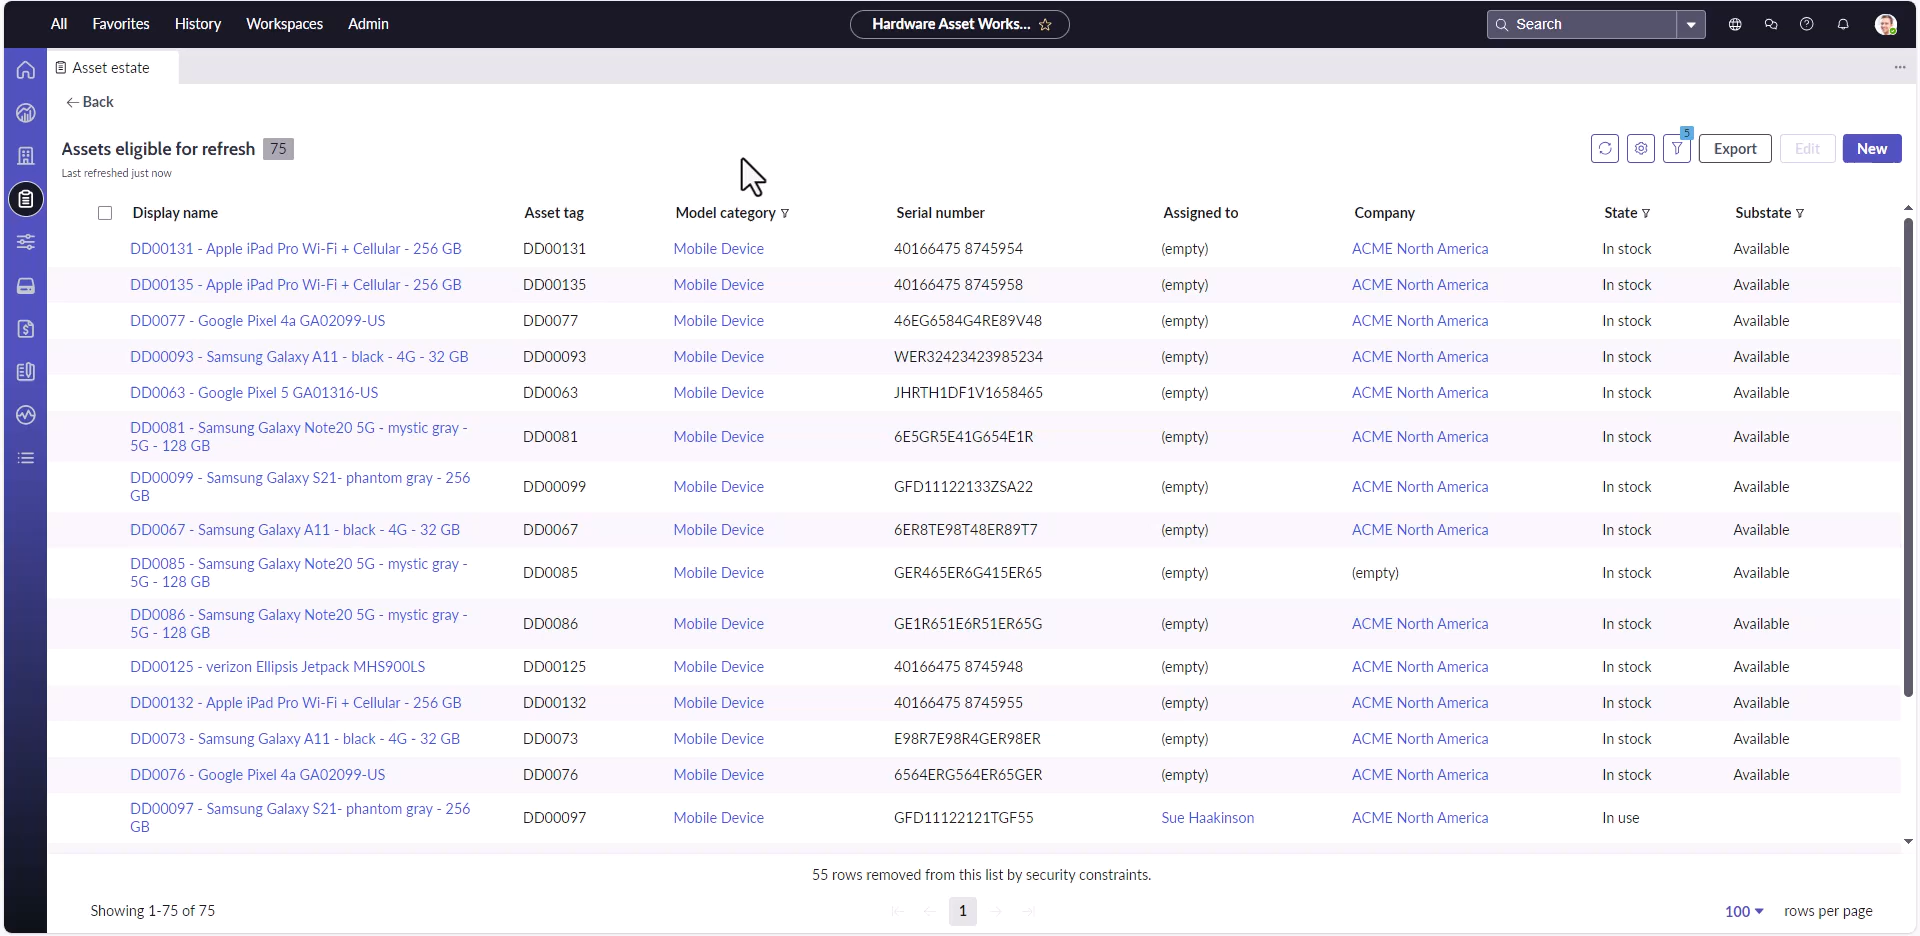 All Favorites History Workspaces Admin Hardware Asset Works... Search
Asset estate
Back
Assets eligible for refresh 75 5 Export Edit New
Last refreshed just now
Display name Asset tag Model category Serial number Assigned to Company State Substate
DD00131 - Apple iPad Pro Wi-Fi + Cellular - 256 GB DD00131 Mobile Device 40166475 8745954 (empty) ACME North America In stock Available
DD00135 - Apple iPad Pro Wi-Fi + Cellular - 256 GB DD00135 Mobile Device 40166475 8745958 (empty) ACME North America In stock Available
DD0077 - Google Pixel 4a GA02099-US DD0077 Mobile Device 46EG6584G4RE89V48 (empty) ACME North America In stock Available
DD00093 - Samsung Galaxy A11 - black - 4G - 32 GB DD00093 Mobile Device WER32423423985234 (empty) ACME North America In stock Available
DD0063 - Google Pixel 5 GA01316-US DD0063 Mobile Device JHRTH1DF1V1658465 (empty) ACME North America In stock Available
DD0081 - Samsung Galaxy Note20 5G - mystic gray -
5G - 128 GB DD0081 Mobile Device 6E5GR5E41G654E1R (empty) ACME North America In stock Available
DD00099 - Samsung Galaxy S21- phantom gray - 256
GB DD00099 Mobile Device GFD11122133ZSA22 (empty) ACME North America In stock Available
DD0067 - Samsung Galaxy A11 - black - 4G - 32 GB DD0067 Mobile Device 6ER8TE98T48ER89T7 (empty) ACME North America In stock Available
DD0085 - Samsung Galaxy Note20 5G - mystic gray -
5G - 128 GB DD0085 Mobile Device GER465ER6G415ER65 (empty) (empty) In stock Available
DD0086 - Samsung Galaxy Note20 5G - mystic gray -
5G - 128 GB DD0086 Mobile Device GE1R651E6R51ER65G (empty) ACME North America In stock Available
DD00125 - verizon Ellipsis Jetpack MHS900LS DD00125 Mobile Device 40166475 8745948 (empty) ACME North America In stock Available
DD00132 - Apple iPad Pro Wi-Fi + Cellular - 256 GB DD00132 Mobile Device 40166475 8745955 (empty) ACME North America In stock Available
DD0073 - Samsung Galaxy A11 - black - 4G - 32 GB DD0073 Mobile Device E98R7E98R4GER98ER (empty) ACME North America In stock Available
DD0076 - Google Pixel 4a GA02099-US DD0076 Mobile Device 6564ERG564ER65GER (empty) ACME North America In stock Available
DD00097 - Samsung Galaxy S21- phantom gray - 256
GB DD00097 Mobile Device GFD11122121TGF55 Sue Haakinson ACME North America In use
55 rows removed from this list by security constraints.
Showing 1-75 of 75 1 100 rows per page